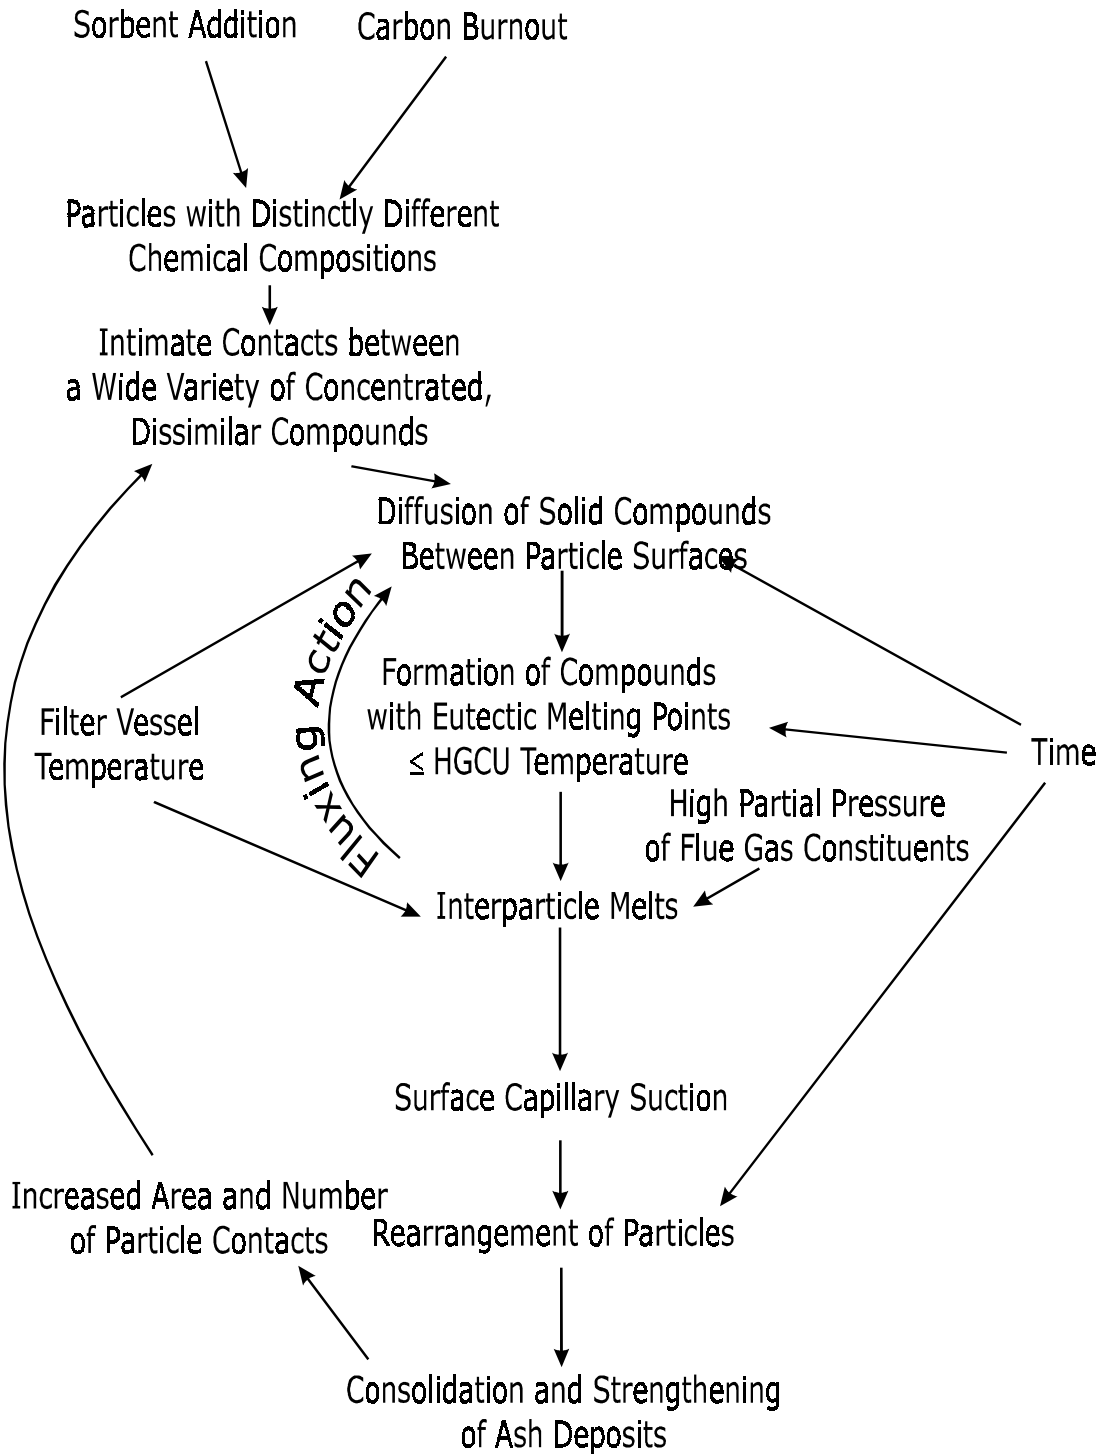 Sorbent Addition
Carbon Burnout
Particles with Distinctly Different
Chemical Compositions
Intimate Contacts between
a Wide Variety of Concentrated,
Dissimilar Compounds
Diffusion of Solid Compounds
Between Particle Surfaces
Fluxing Action
Formation of Compounds
with Eutectic Melting Points
≤ HGCU Temperature
Filter Vessel
Temperature
Time
High Partial Pressure
of Flue Gas Constituents
Interparticle Melts
Surface Capillary Suction
Increased Area and Number
of Particle Contacts
Rearrangement of Particles
Consolidation and Strengthening
of Ash Deposits